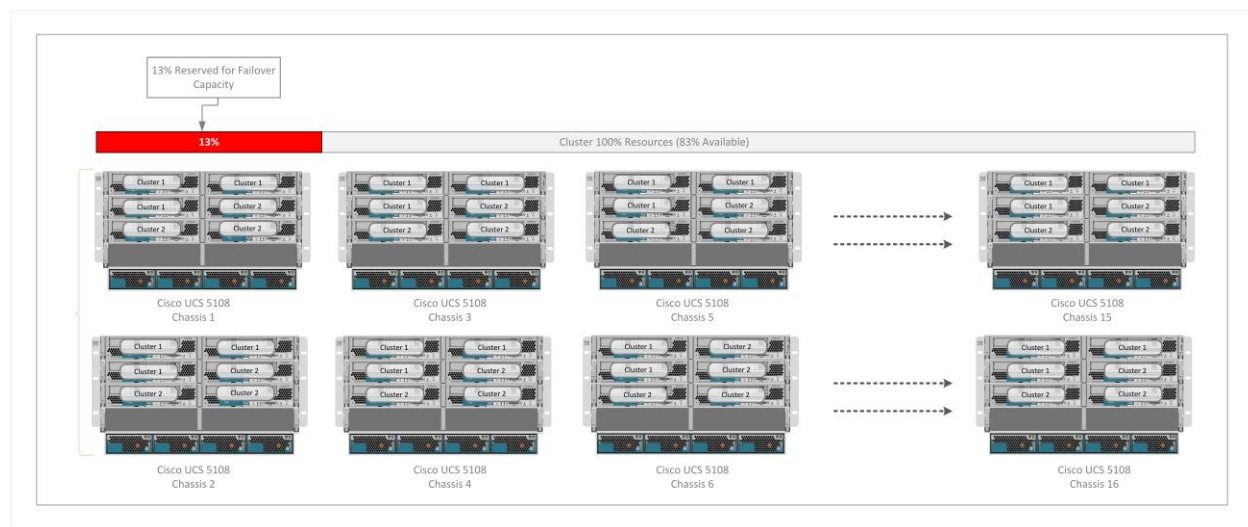 13% Reserved for Failover
Capacity
13%
Cluster 100% Resources (83% Available)
Cluster 1 Cluster 1 Cluster 1 Cluster 1 Cluster 1 Cluster 1 Cluster 1 Cluster 1
Cluster 1 Cluster 2 Cluster 1 Cluster 2 Cluster 1 Cluster 2 Cluster 1 Cluster 2
Cluster 2 Cluster 2 Cluster 2 Cluster 2 Cluster 2 Cluster 2 Cluster 2 Cluster 2
Cisco UCS 5108 Cisco UCS 5108 Cisco UCS 5108 Cisco UCS 5108
Chassis 1 Chassis 3 Chassis 5 Chassis 15
Cluster 1 Cluster 1 Cluster 1 Cluster 1 Cluster 1 Cluster 2 Cluster 1 Cluster 2
Cluster 1 Cluster 2 Cluster 1 Cluster 2 Cluster 1 Cluster 2 Cluster 1 Cluster 2
Cluster 2 Cluster 2 Cluster 2 Cluster 2 Cluster 2 Cluster 2 Cluster 2 Cluster 2
Cisco UCS 5108 Cisco UCS 5108 Cisco UCS 5108 Cisco UCS 5108
Chassis 2 Chassis 4 Chassis 6 Chassis 16